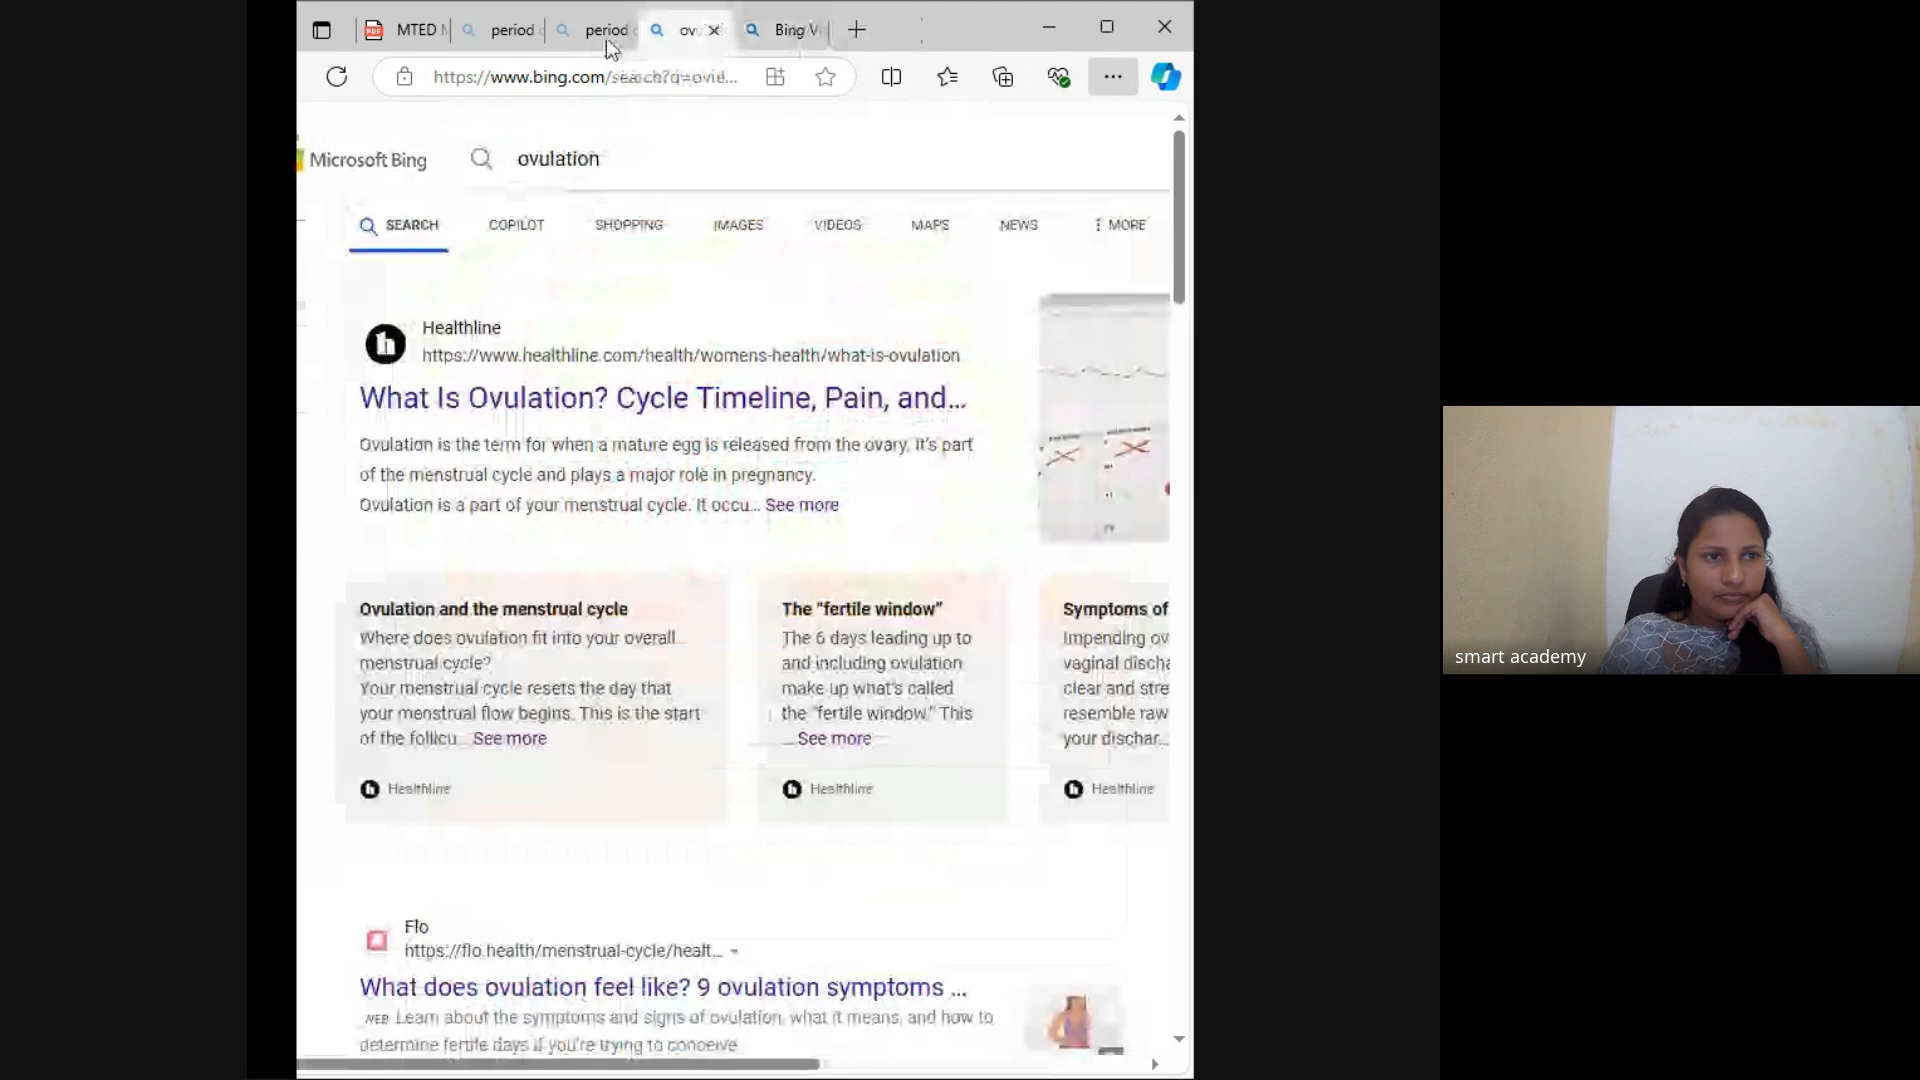 MTED
period
period
ov
Bing V
https://www.bing.com/search?q=ovul...
Microsoft Bing
ovulation
SEARCH
COPILOT
SHOPPING
IMAGES
VIDEOS
MAPS
NEWS
MORE
Healthline
https://www.healthline.com/health/womens-health/what-is-ovulation
What Is Ovulation? Cycle Timeline, Pain, and...
Ovulation is the term for when a mature egg is released from the ovary. It's part
of the menstrual cycle and plays a major role in pregnancy.
Ovulation is a part of your menstrual cycle. It occu... See more
Ovulation and the menstrual cycle
Where does ovulation fit into your overall
menstrual cycle?
Your menstrual cycle resets the day that
your menstrual flow begins. This is the start
of the follicu... See more
Healthline
The "fertile window"
The 6 days leading up to
and including ovulation
make up what's called
the "fertile window." This
...See more
Healthline
Symptoms of
Impending ov
vaginal discha
clear and stre
resemble raw
your dischar...
Healthline
Flo
https://flo.health/menstrual-cycle/healt...
What does ovulation feel like? 9 ovulation symptoms ...
WEB Learn about the symptoms and signs of ovulation, what it means, and how to
determine fertile days if you're trying to conceive
smart academy